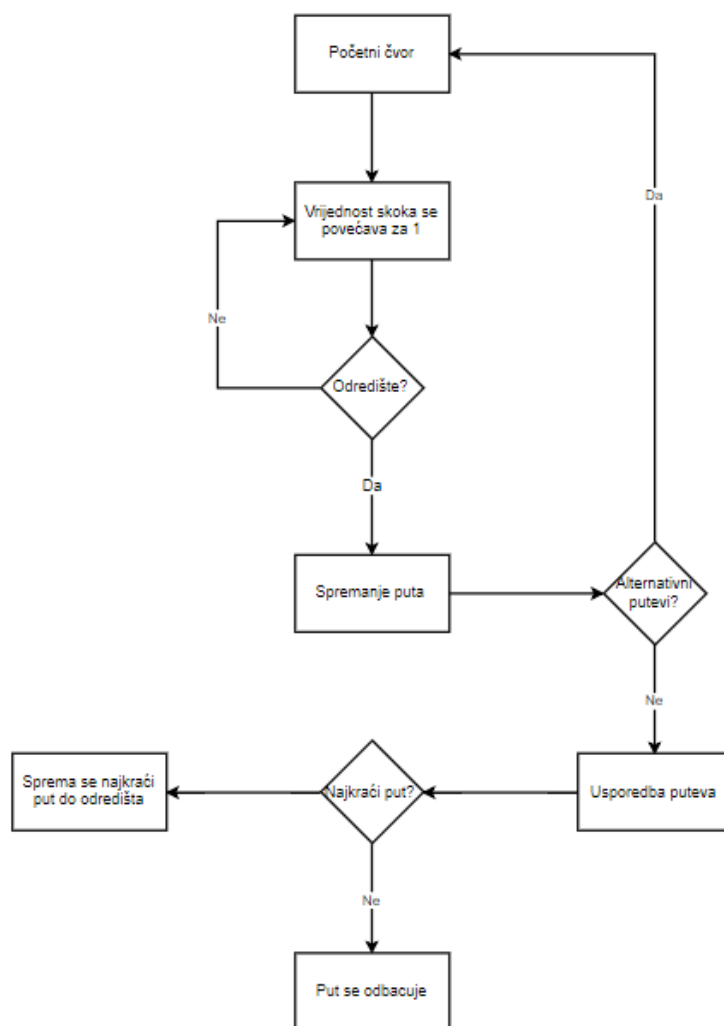 Početni čvor
Vrijednost skoka se
povećava za 1
Da
Ne
Odredište?
Da
Spremanje puta
Alternativni
putevi?
Ne
Sprema se najkraći
put do odredišta
Najkraći put?
Usporedba puteva
Ne
Put se odbacuje